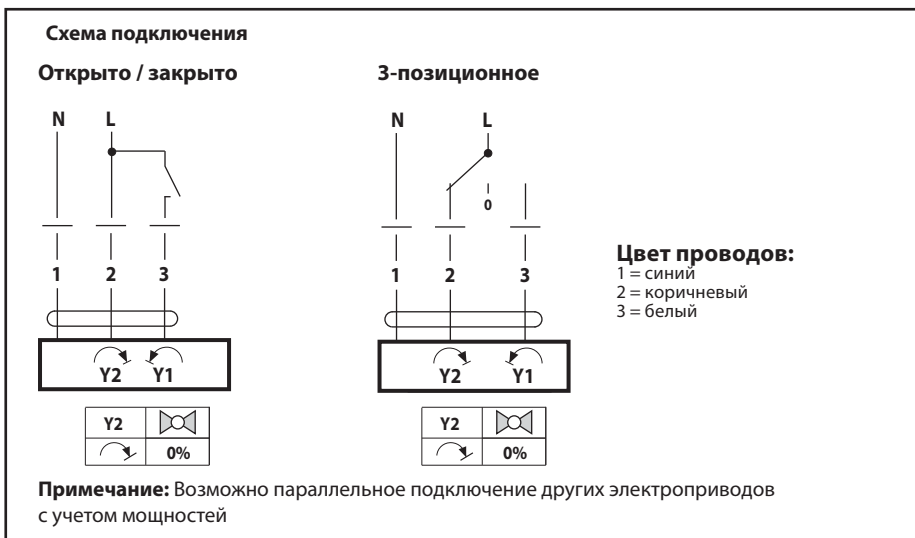 Схема подключения
Открыто / закрыто
N L
1 2 3
Y2 Y1
Y2
0%
3-позиционное
N L
0
1 2 3
Y2 Y1
Y2
0%
Цвет проводов:
1 = синий
2 = коричневый
3 = белый
Примечание: Возможно параллельное подключение других электроприводов
с учетом мощностей